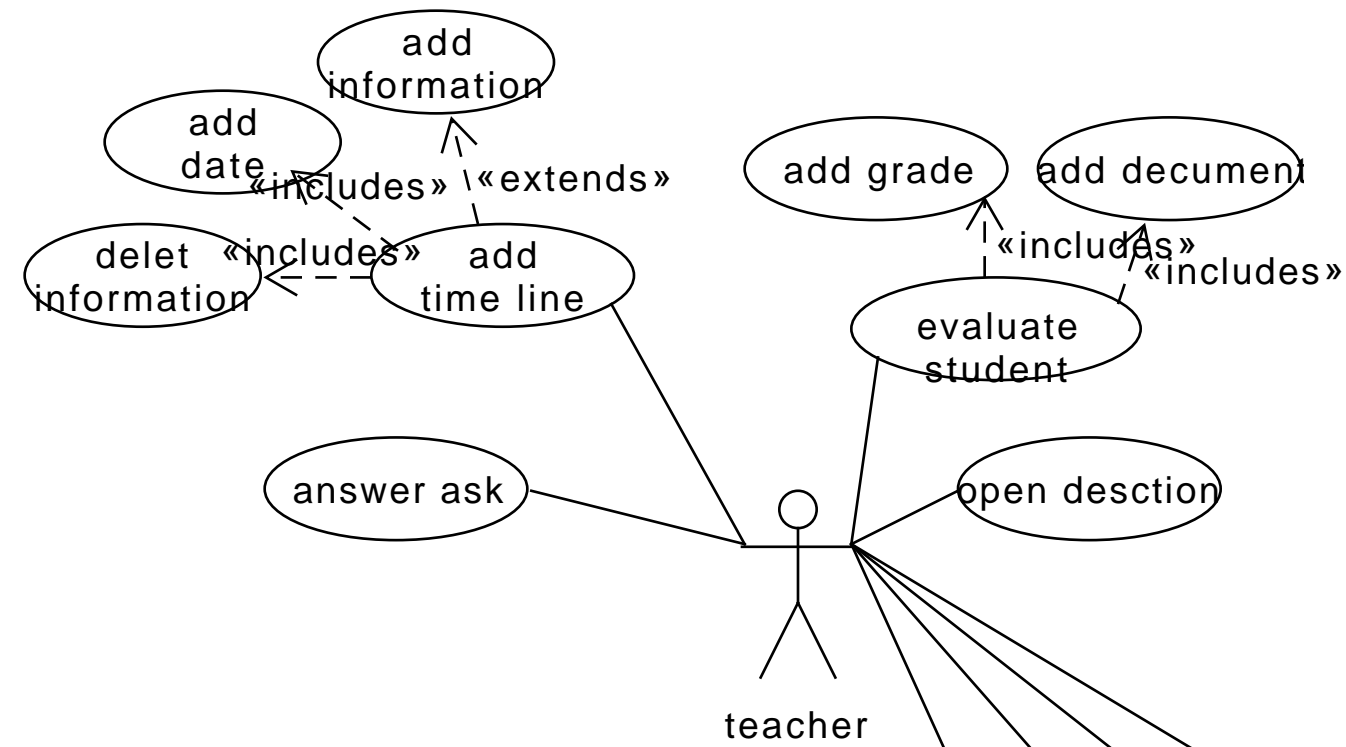 add
information
add
date
«includes»
«extends»
add grade
add document
delet
information
«includes»
add
time line
«includes»
«includes»
evaluate
student
answer ask
open desction
teacher